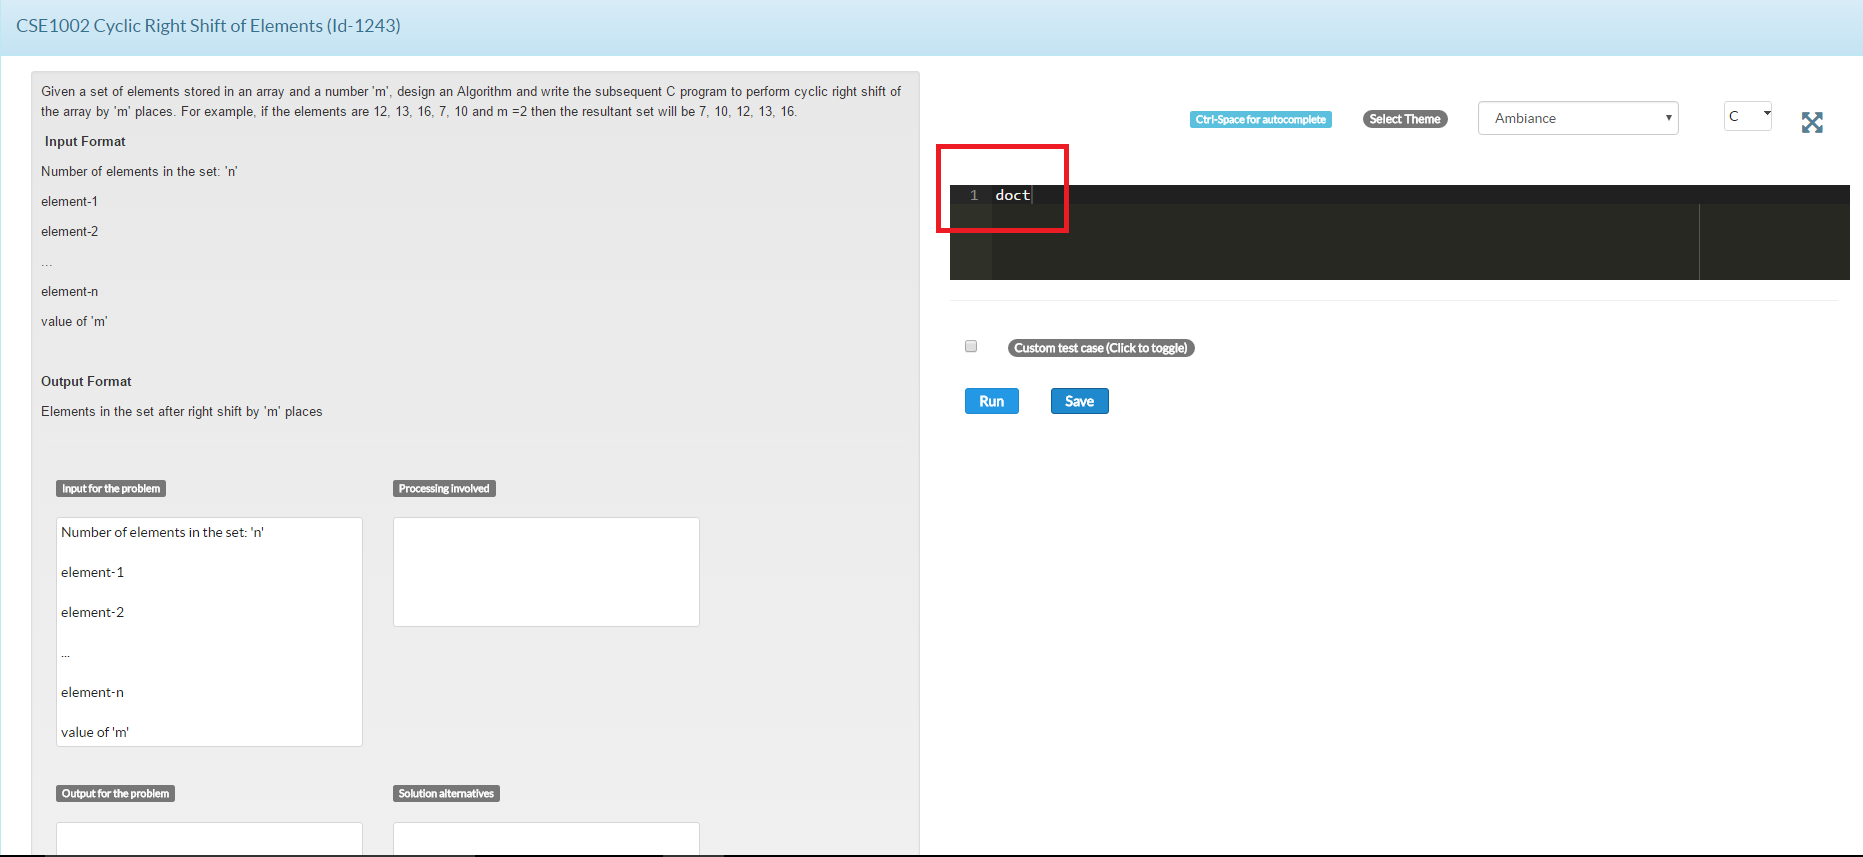 CSE1002 Cyclic Right Shift of Elements (Id-1243)
Given a set of elements stored in an array and a number 'm', design an Algorithm and write the subsequent C program to perform cyclic right shift of
the array by 'm' places. For example, if the elements are 12, 13, 16, 7, 10 and m =2 then the resultant set will be 7, 10, 12, 13, 16.
Input Format
Number of elements in the set: 'n'
element-1
element-2
...
element-n
value of 'm'
Output Format
Elements in the set after right shift by 'm' places
Input for the problem
Number of elements in the set: 'n'
element-1
element-2
...
element-n
value of 'm'
Processing involved
Output for the problem
Solution alternatives
Ctrl-Space for autocomplete
Select Theme
Ambiance
C
1 doct
Custom test case (Click to toggle)
Run
Save